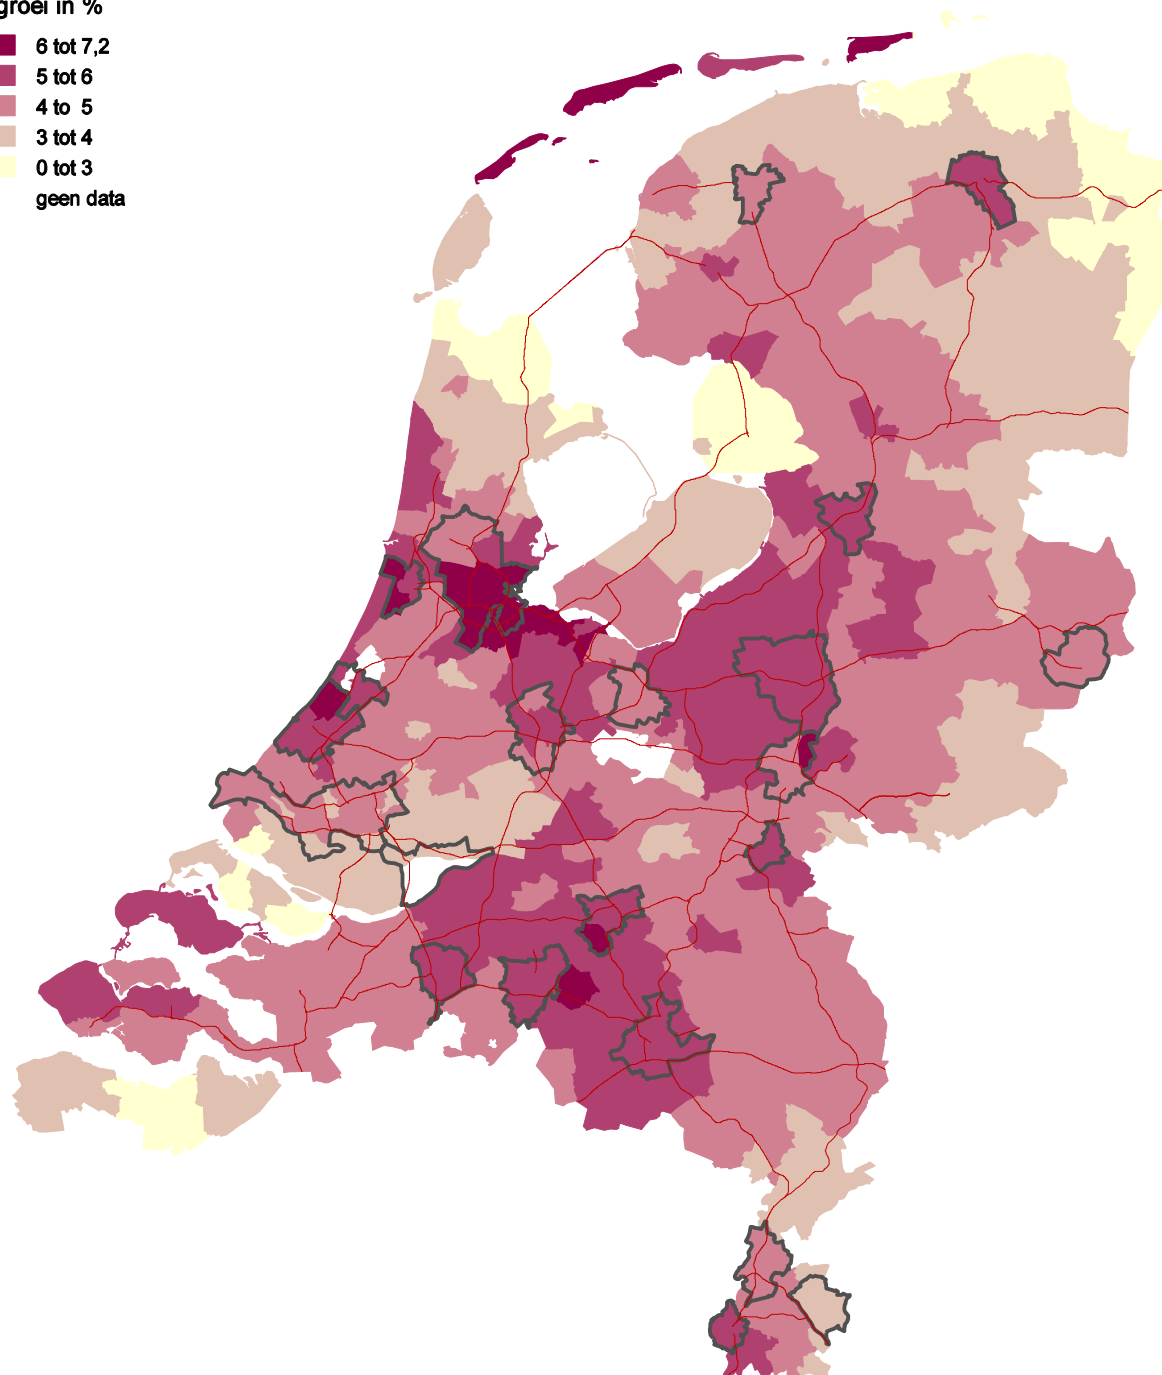 groei in %
6 tot 7,2
5 tot 6
4 to 5
3 tot 4
0 tot 3
geen data